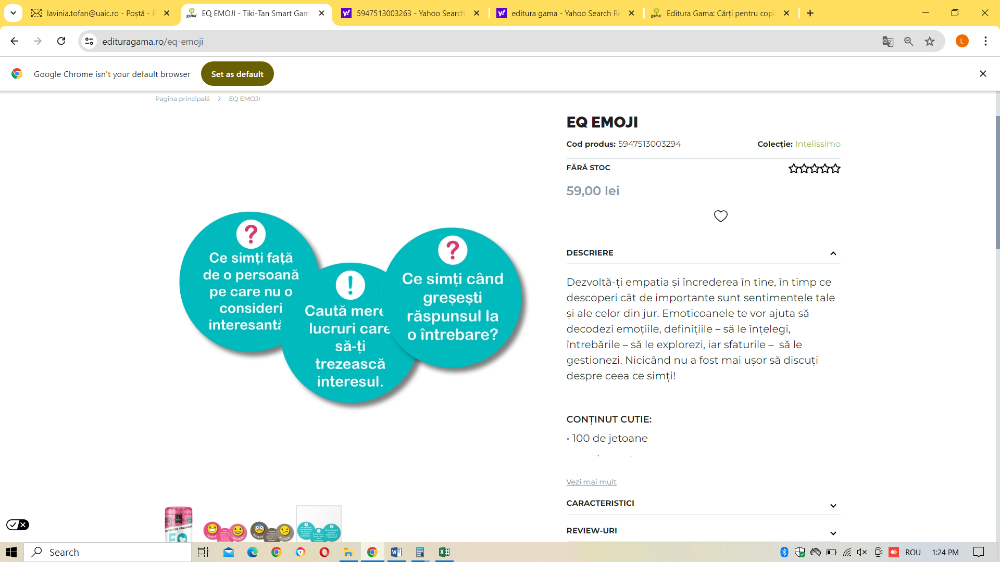 lavinia.tofan@uaic.ro - Poștă -
EQ EMOJI - Tiki-Tan Smart Gam
5947513003263 - Yahoo Search
editura gama - Yahoo Search Re
Editura Gama: Cărți pentru copi
edituragama.ro/eq-emoji
L
Google Chrome isn't your default browser
Set as default
Pagina principală > EQ EMOJI
EQ EMOJI
Cod produs: 5947513003294
Colecție: Intelissimo
FĂRĂ STOC
59,00 lei
?
Ce simți față
de o persoană
pe care nu o
consideri
interesantă
!
Caută mere
lucruri care
să-ți
trezească
interesul.
?
Ce simți când
greșești
răspunsul la
o întrebare?
DESCRIERE
Dezvoltă-ți empatia și încrederea în tine, în timp ce
descoperi cât de importante sunt sentimentele tale
și ale celor din jur. Emoticoanele te vor ajuta să
decodezi emoțiile, definițiile – să le înțelegi,
întrebările – să le explorezi, iar sfaturile – să le
gestionezi. Nicicând nu a fost mai ușor să discuți
despre ceea ce simți!
CONȚINUT CUTIE:
• 100 de jetoane
Vezi mai mult
CARACTERISTICI
REVIEW-URI
Search
ROU
1:24 PM